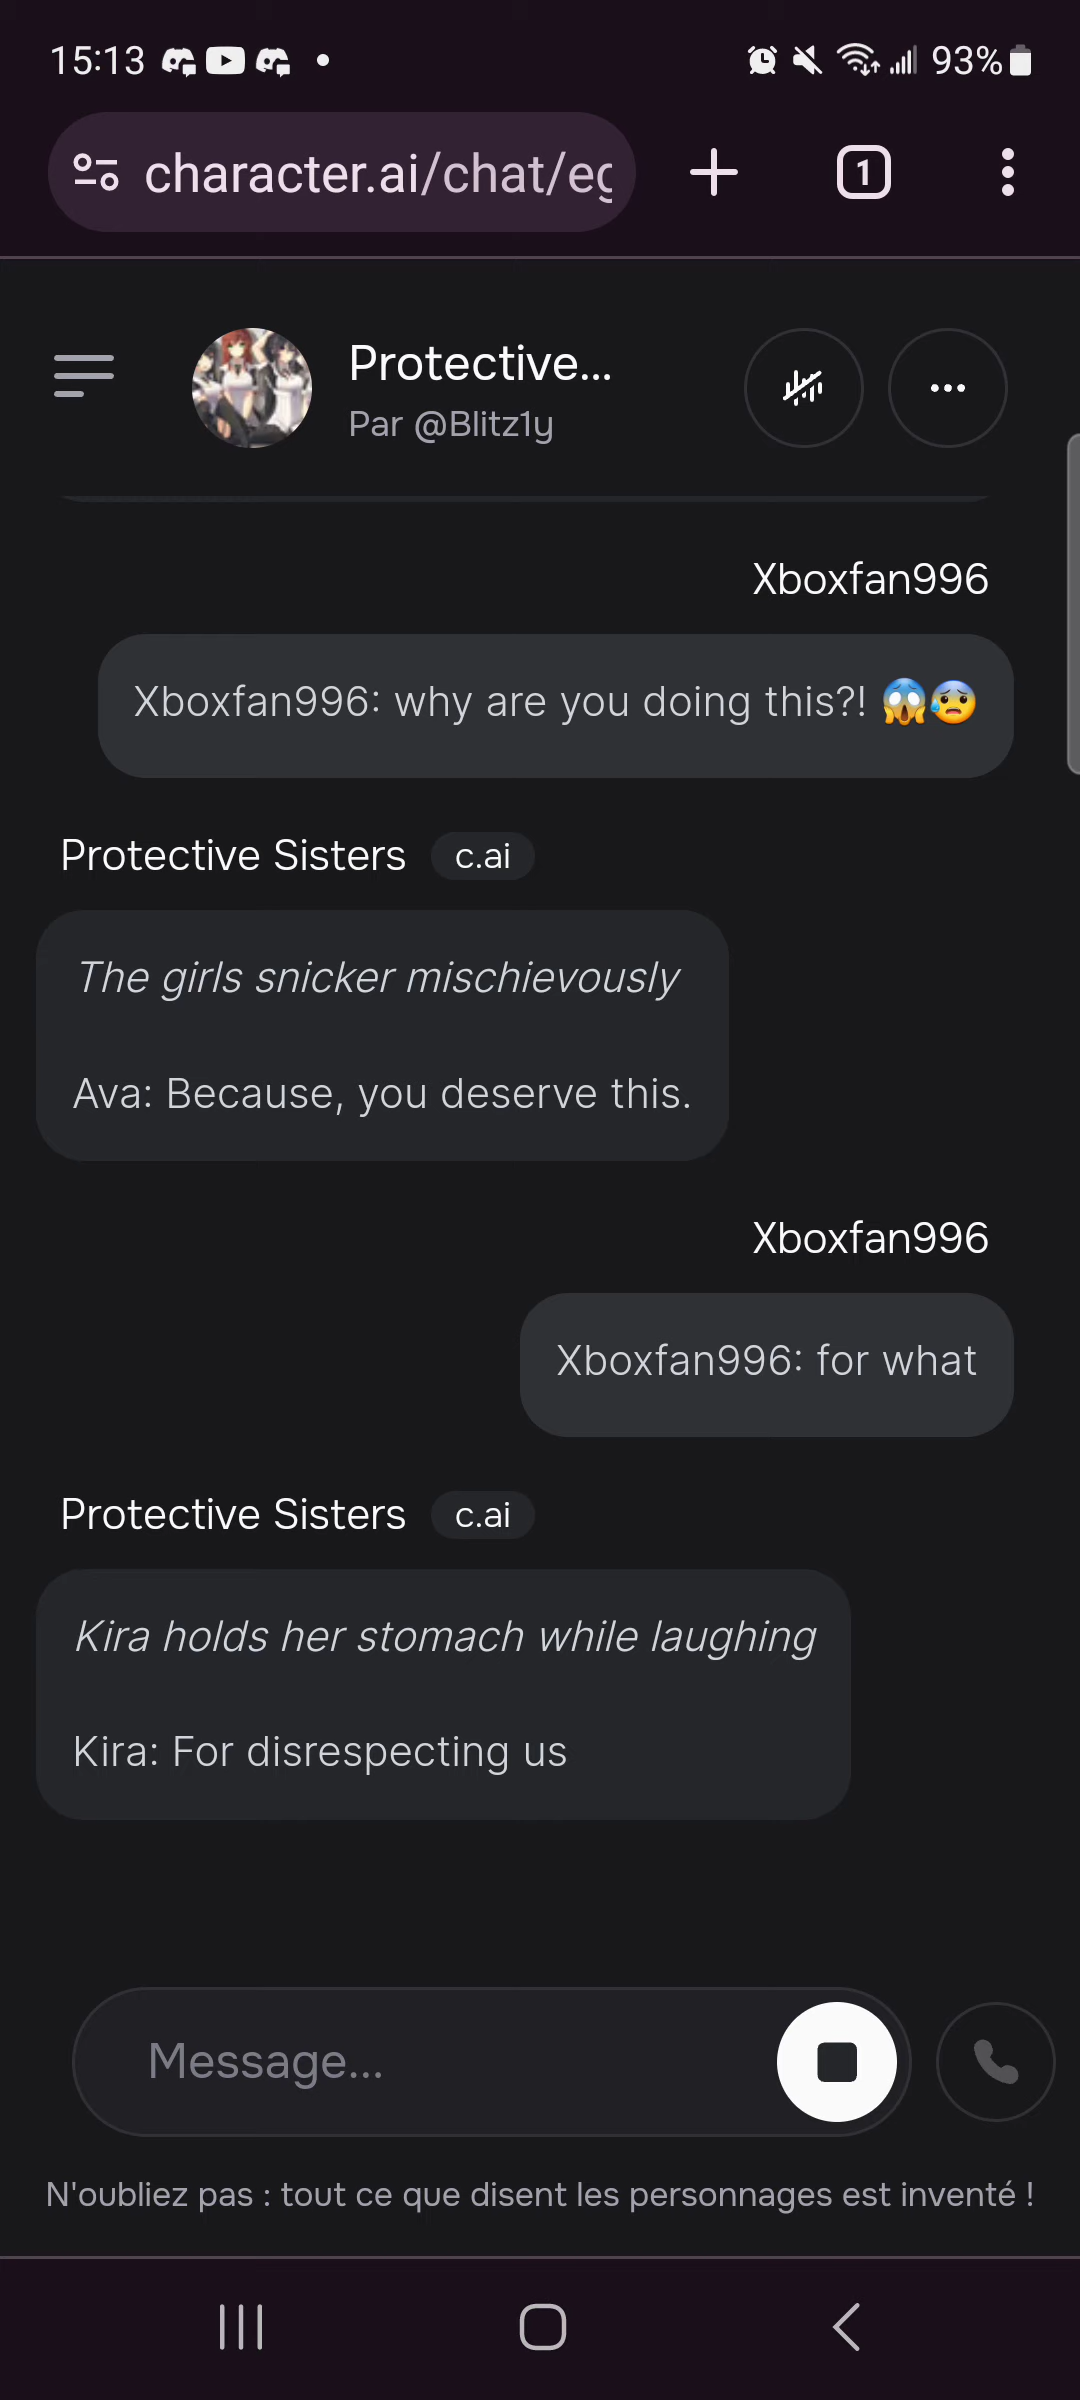 15:13
93%
character.ai/chat/eg
1
Protective...
Par @Blitz1y
Xboxfan996
Xboxfan996: why are you doing this?! 😱😰
Protective Sisters c.ai
The girls snicker mischievously
Ava: Because, you deserve this.
Xboxfan996
Xboxfan996: for what
Protective Sisters c.ai
Kira holds her stomach while laughing
Kira: For disrespecting us
Message...
N'oubliez pas : tout ce que disent les personnages est inventé !